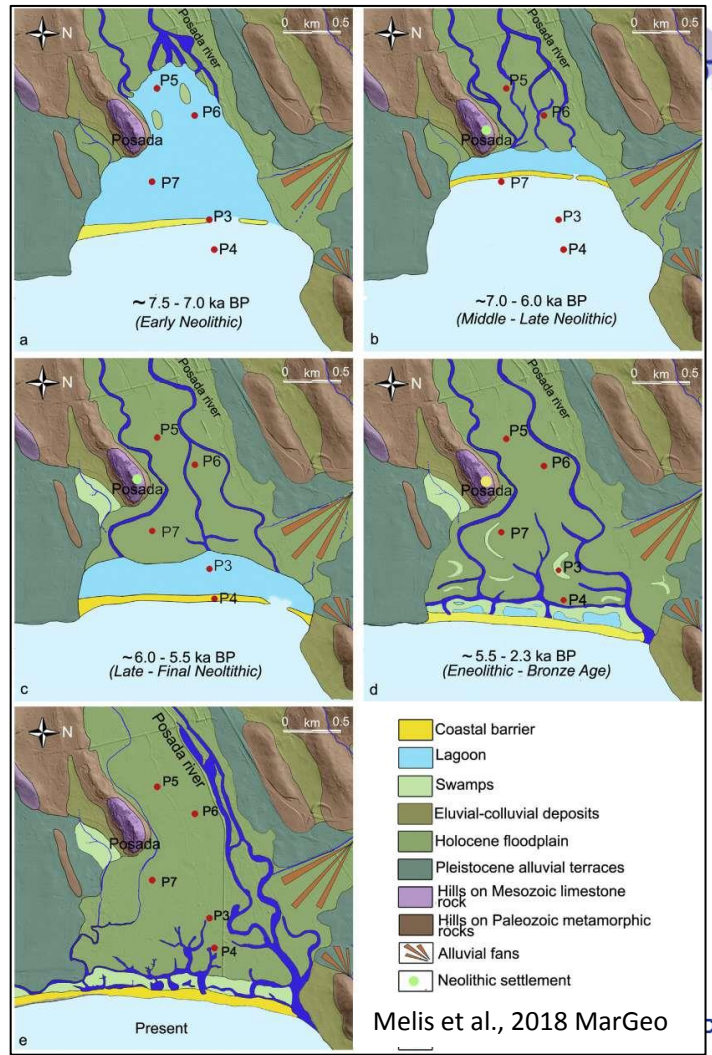 N
Posada river
0 km 0.5
P5
P6
Posada
P7
P3
P4
~ 7.5 - 7.0 ka BP
(Early Neolithic)
a
N
Posada river
0 km 0.5
P5
P6
Posada
P7
P3
P4
~7.0 - 6.0 ka BP
(Middle - Late Neolithic)
b
N
Posada river
0 km 0.5
P5
P6
Posada
P7
P3
P4
~6.0 - 5.5 ka BP
(Late - Final Neoltithic)
c
N
Posada river
0 km 0.5
P5
P6
Posada
P7
P3
P4
~ 5.5 - 2.3 ka BP
(Eneolithic - Bronze Age)
d
N
Posada river
0 km 0.5
P5
P6
Posada
P7
P3
P4
Present
e
Coastal barrier
Lagoon
Swamps
Eluvial-colluvial deposits
Holocene floodplain
Pleistocene alluvial terraces
Hills on Mesozoic limestone
rock
Hills on Paleozoic metamorphic
rocks
Alluvial fans
Neolithic settlement
Melis et al., 2018 MarGeo